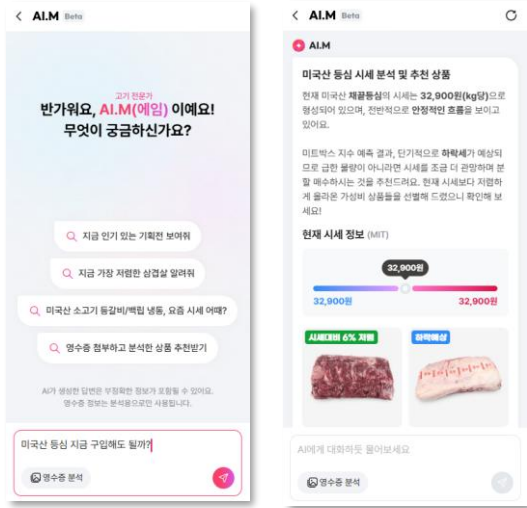 AI.M Beta
고기 전문가
반가워요, AI.M(에임) 이에요!
무엇이 궁금하신가요?
지금 인기 있는 기획전 보여줘
지금 가장 저렴한 삼겹살 알려줘
미국산 소고기 등갈비/백립 냉동, 요즘 시세 어때?
영수증 첨부하고 분석한 상품 추천받기
AI가 생성한 답변은 부정확한 정보가 포함될 수 있어요.
영수증 정보는 분석용으로만 사용됩니다.
미국산 등심 지금 구입해도 될까?
영수증 분석
AI.M Beta
AI.M
미국산 등심 시세 분석 및 추천 상품
현재 미국산 채끝등심의 시세는 32,900원(kg당)으로
형성되어 있으며, 전반적으로 안정적인 흐름을 보이고
있어요.
미트박스 지수 예측 결과, 단기적으로 하락세가 예상되
므로 급한 물량이 아니라면 시세를 조금 더 관망하며 분
할 매수하시는 것을 추천드려요. 현재 시세보다 저렴하
게 올라온 가성비 상품들을 선별해 드렸으니 확인해 보
세요!
현재 시세 정보 (MIT)
32,900원
32,900원
32,900원
시세대비 6% 저렴
하락예상
AI에게 대화하듯 물어보세요
영수증 분석